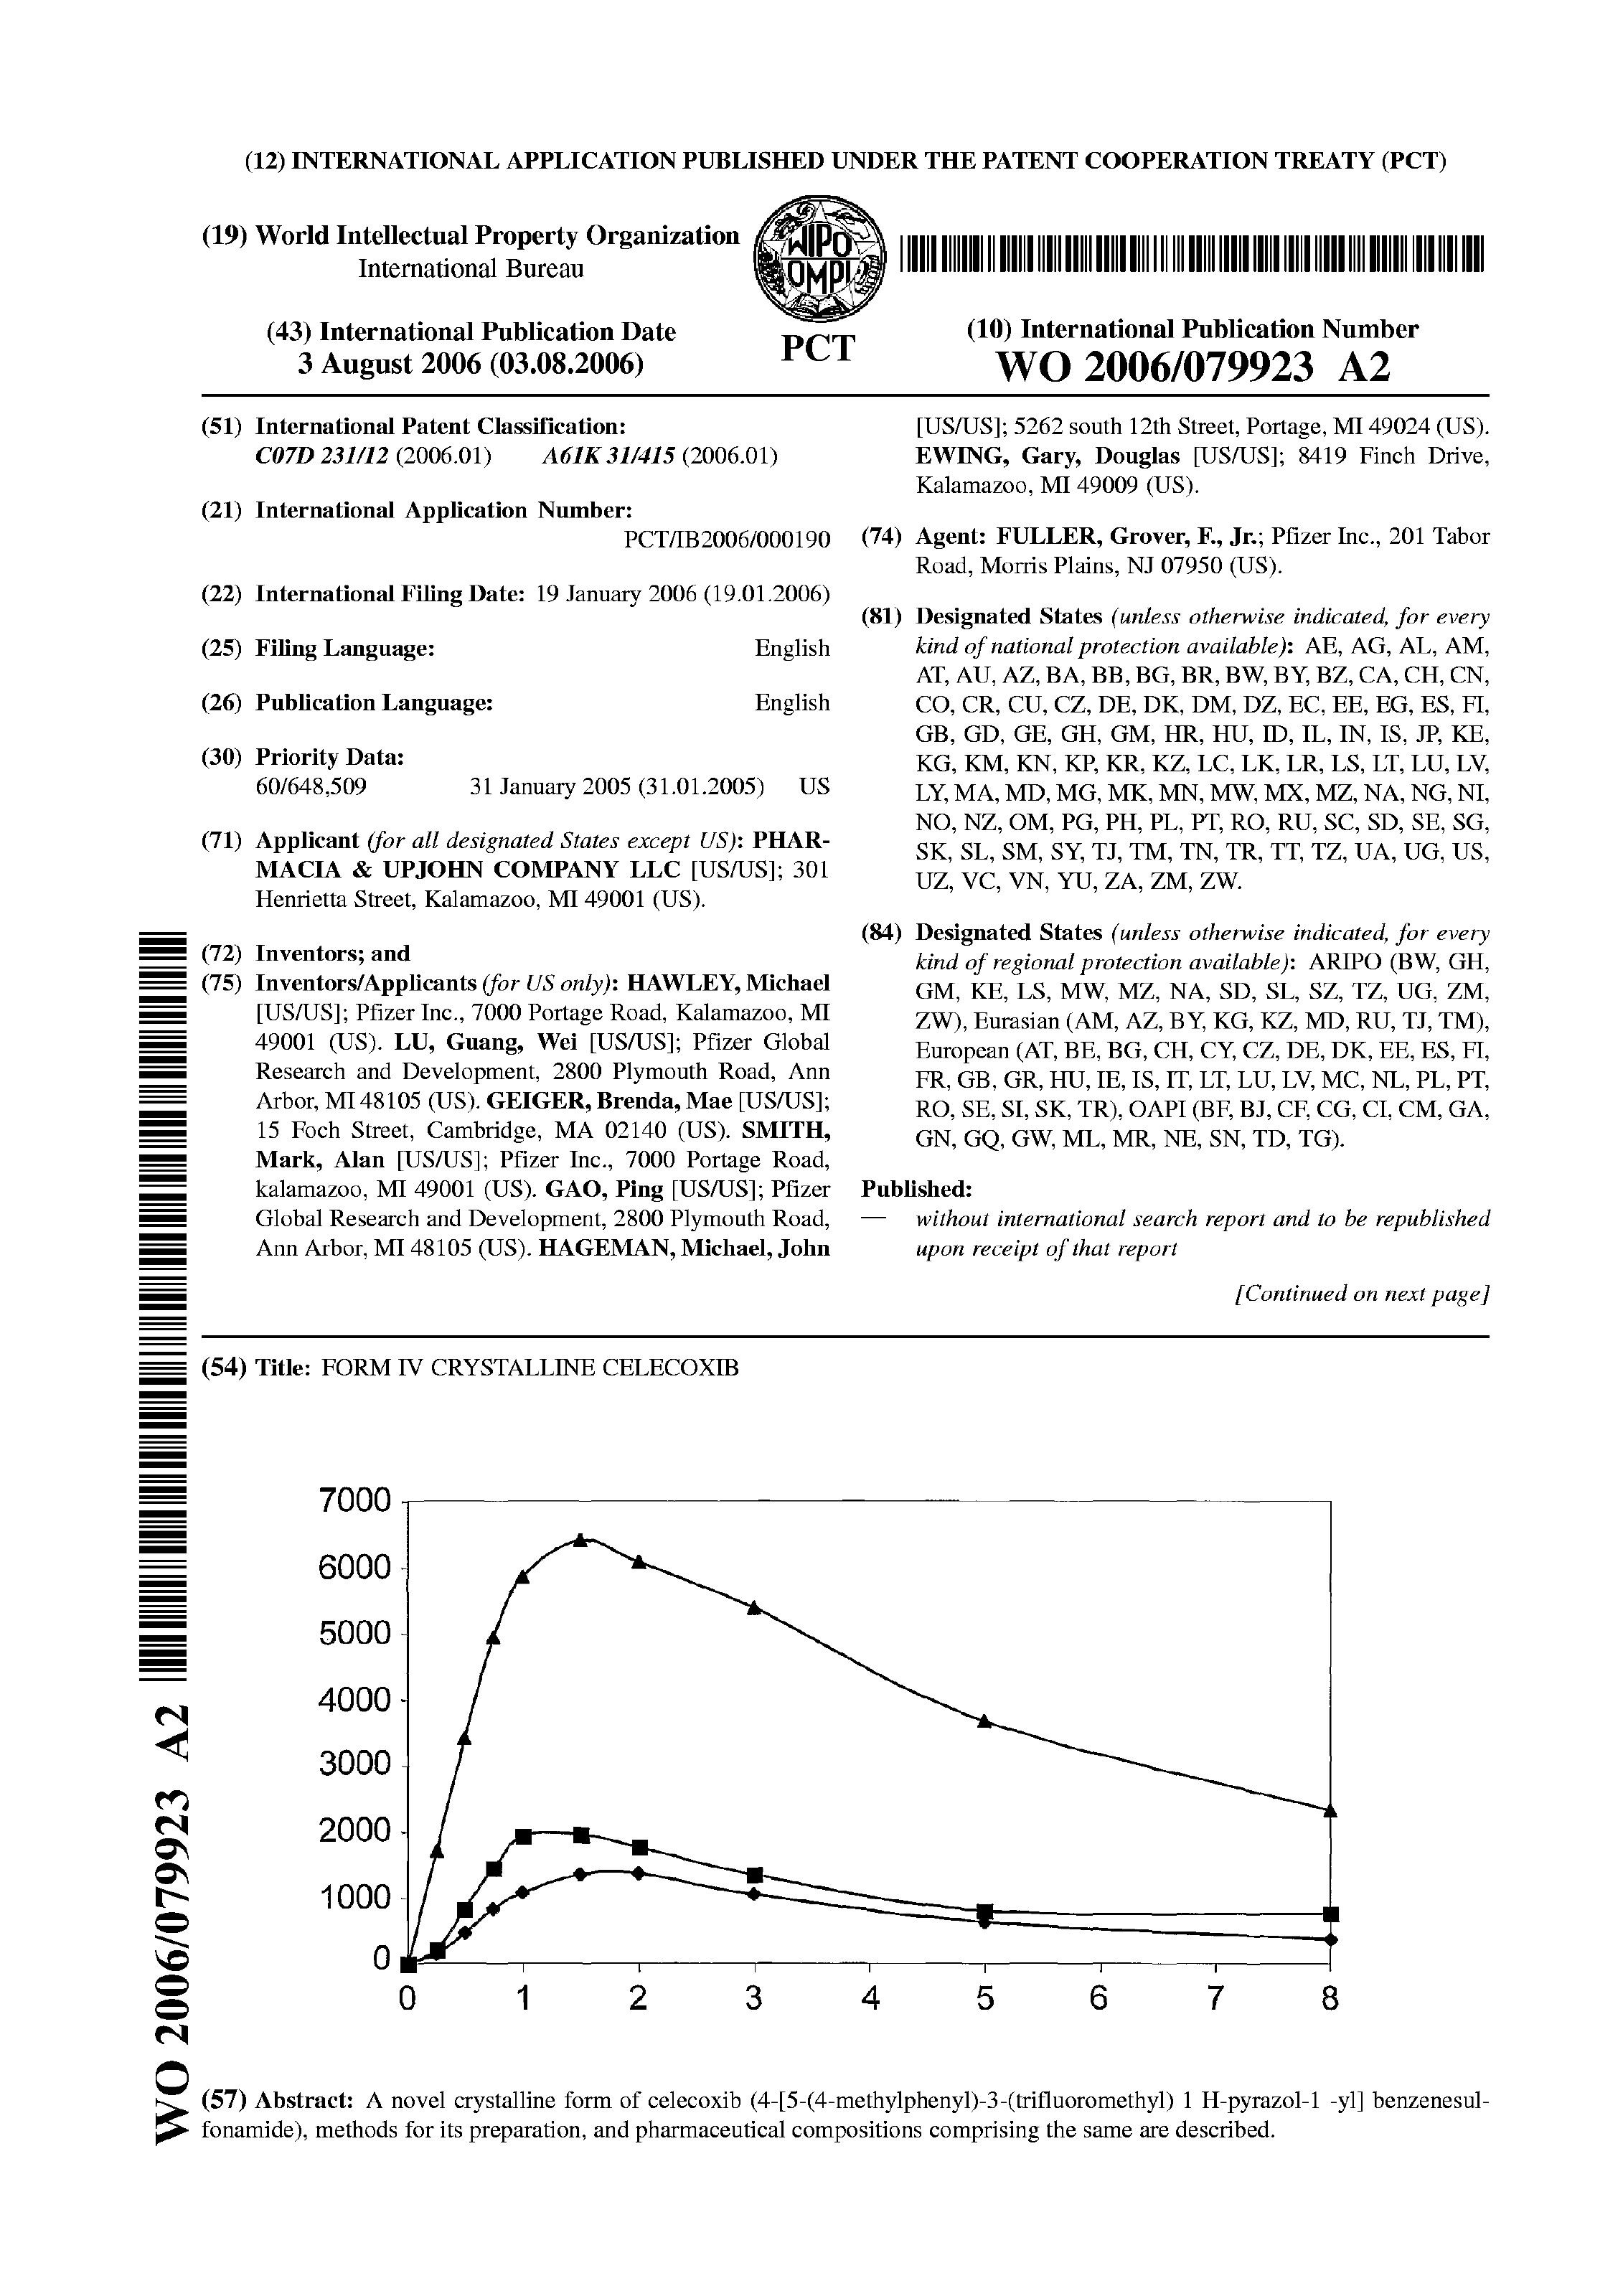 (12) INTERNATIONAL APPLICATION PUBLISHED UNDER THE PATENT COOPERATION TREATY (PCT)
(19) World Intellectual Property Organization
International Bureau
WIPO
OMPI
(43) International Publication Date
3 August 2006 (03.08.2006)
PCT
(10) International Publication Number
WO 2006/079923 A2
(51) International Patent Classification:
C07D 231/12 (2006.01) A61K 31/415 (2006.01)
(21) International Application Number:
PCT/IB2006/000190
(22) International Filing Date: 19 January 2006 (19.01.2006)
(25) Filing Language: English
(26) Publication Language: English
(30) Priority Data:
60/648,509 31 January 2005 (31.01.2005) US
(71) Applicant (for all designated States except US): PHAR-
MACIA & UPJOHN COMPANY LLC [US/US]; 301
Henrietta Street, Kalamazoo, MI 49001 (US).
(72) Inventors; and
(75) Inventors/Applicants (for US only): HAWLEY, Michael
[US/US]; Pfizer Inc., 7000 Portage Road, Kalamazoo, MI
49001 (US). LU, Guang, Wei [US/US]; Pfizer Global
Research and Development, 2800 Plymouth Road, Ann
Arbor, MI 48105 (US). GEIGER, Brenda, Mae [US/US];
15 Foch Street, Cambridge, MA 02140 (US). SMITH,
Mark, Alan [US/US]; Pfizer Inc., 7000 Portage Road,
kalamazoo, MI 49001 (US). GAO, Ping [US/US]; Pfizer
Global Research and Development, 2800 Plymouth Road,
Ann Arbor, MI 48105 (US). HAGEMAN, Michael, John
[US/US]; 5262 south 12th Street, Portage, MI 49024 (US).
EWING, Gary, Douglas [US/US]; 8419 Finch Drive,
Kalamazoo, MI 49009 (US).
(74) Agent: FULLER, Grover, F., Jr.; Pfizer Inc., 201 Tabor
Road, Morris Plains, NJ 07950 (US).
(81) Designated States (unless otherwise indicated, for every
kind of national protection available): AE, AG, AL, AM,
AT, AU, AZ, BA, BB, BG, BR, BW, BY, BZ, CA, CH, CN,
CO, CR, CU, CZ, DE, DK, DM, DZ, EC, EE, EG, ES, FI,
GB, GD, GE, GH, GM, HR, HU, ID, IL, IN, IS, JP, KE,
KG, KM, KN, KP, KR, KZ, LC, LK, LR, LS, LT, LU, LV,
LY, MA, MD, MG, MK, MN, MW, MX, MZ, NA, NG, NI,
NO, NZ, OM, PG, PH, PL, PT, RO, RU, SC, SD, SE, SG,
SK, SL, SM, SY, TJ, TM, TN, TR, TT, TZ, UA, UG, US,
UZ, VC, VN, YU, ZA, ZM, ZW.
(84) Designated States (unless otherwise indicated, for every
kind of regional protection available): ARIPO (BW, GH,
GM, KE, LS, MW, MZ, NA, SD, SL, SZ, TZ, UG, ZM,
ZW), Eurasian (AM, AZ, BY, KG, KZ, MD, RU, TJ, TM),
European (AT, BE, BG, CH, CY, CZ, DE, DK, EE, ES, FI,
FR, GB, GR, HU, IE, IS, IT, LT, LU, LV, MC, NL, PL, PT,
RO, SE, SI, SK, TR), OAPI (BF, BJ, CF, CG, CI, CM, GA,
GN, GQ, GW, ML, MR, NE, SN, TD, TG).
Published:
— without international search report and to be republished
upon receipt of that report
[Continued on next page]
(54) Title: FORM IV CRYSTALLINE CELECOXIB
7000
6000
5000
4000
3000
2000
1000
0
0 1 2 3 4 5 6 7 8
WO 2006/079923 A2
(57) Abstract: A novel crystalline form of celecoxib (4-[5-(4-methylphenyl)-3-(trifluoromethyl) 1 H-pyrazol-1 -yl] benzenesul-
fonamide), methods for its preparation, and pharmaceutical compositions comprising the same are described.